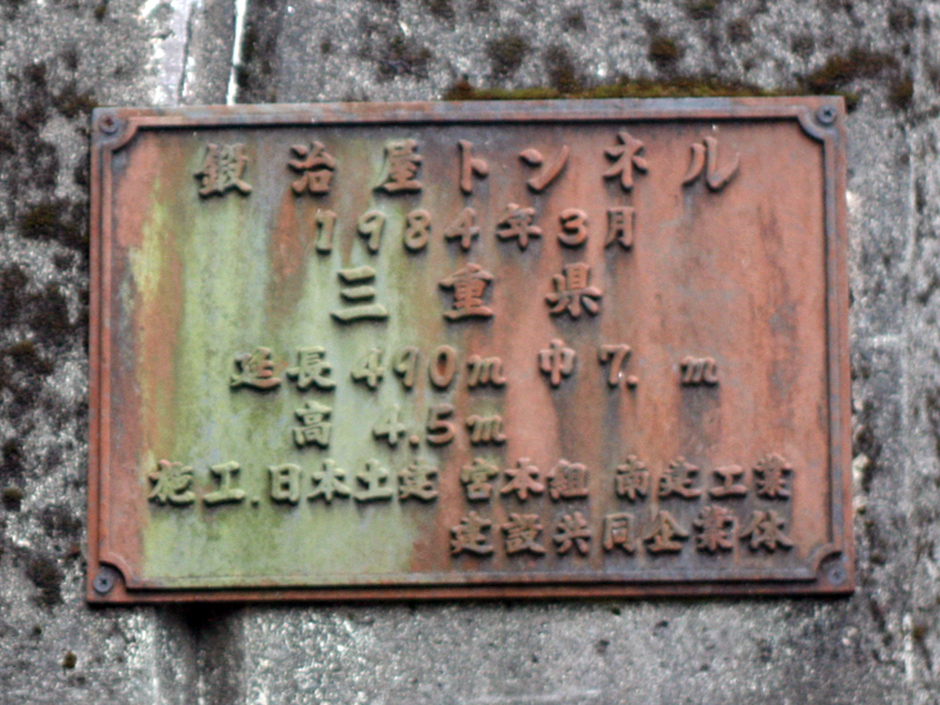 鍛冶屋トンネル
1984年3月
三重県
延長490m 巾7. m
高 4.5m
施工.日本土建 宮本組 南建工業
建設共同企業体